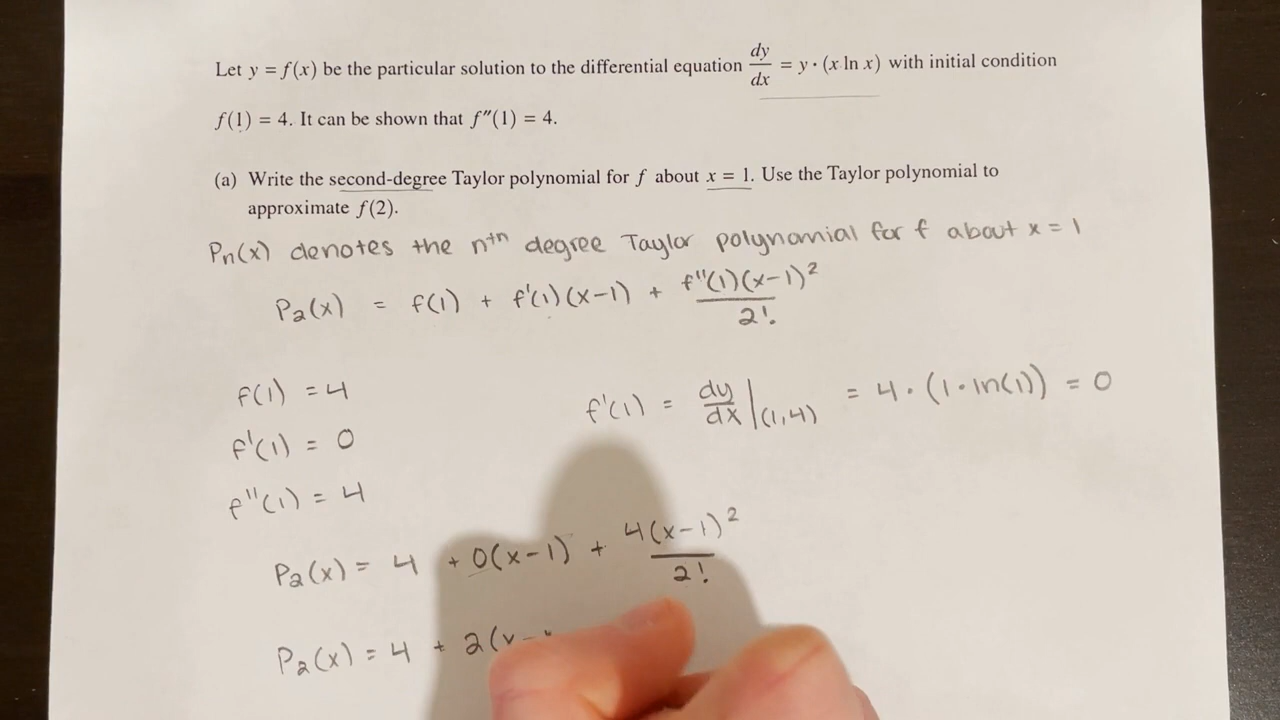 Let y = f(x) be the particular solution to the differential equation dy/dx = y · (x ln x) with initial condition
f(1) = 4. It can be shown that f″(1) = 4.
(a) Write the second-degree Taylor polynomial for f about x = 1. Use the Taylor polynomial to
approximate f(2).
Pn(x) denotes the nth degree Taylor polynomial for f about x = 1
P2(x) = f(1) + f'(1)(x-1) + f"(1)(x-1)²/2!
f(1) = 4
f'(1) = dy/dx |(1,4) = 4·(1·ln(1)) = 0
f'(1) = 0
f"(1) = 4
P2(x) = 4 + 0(x-1) + 4(x-1)²/2!
P2(x) = 4 + 2(x-